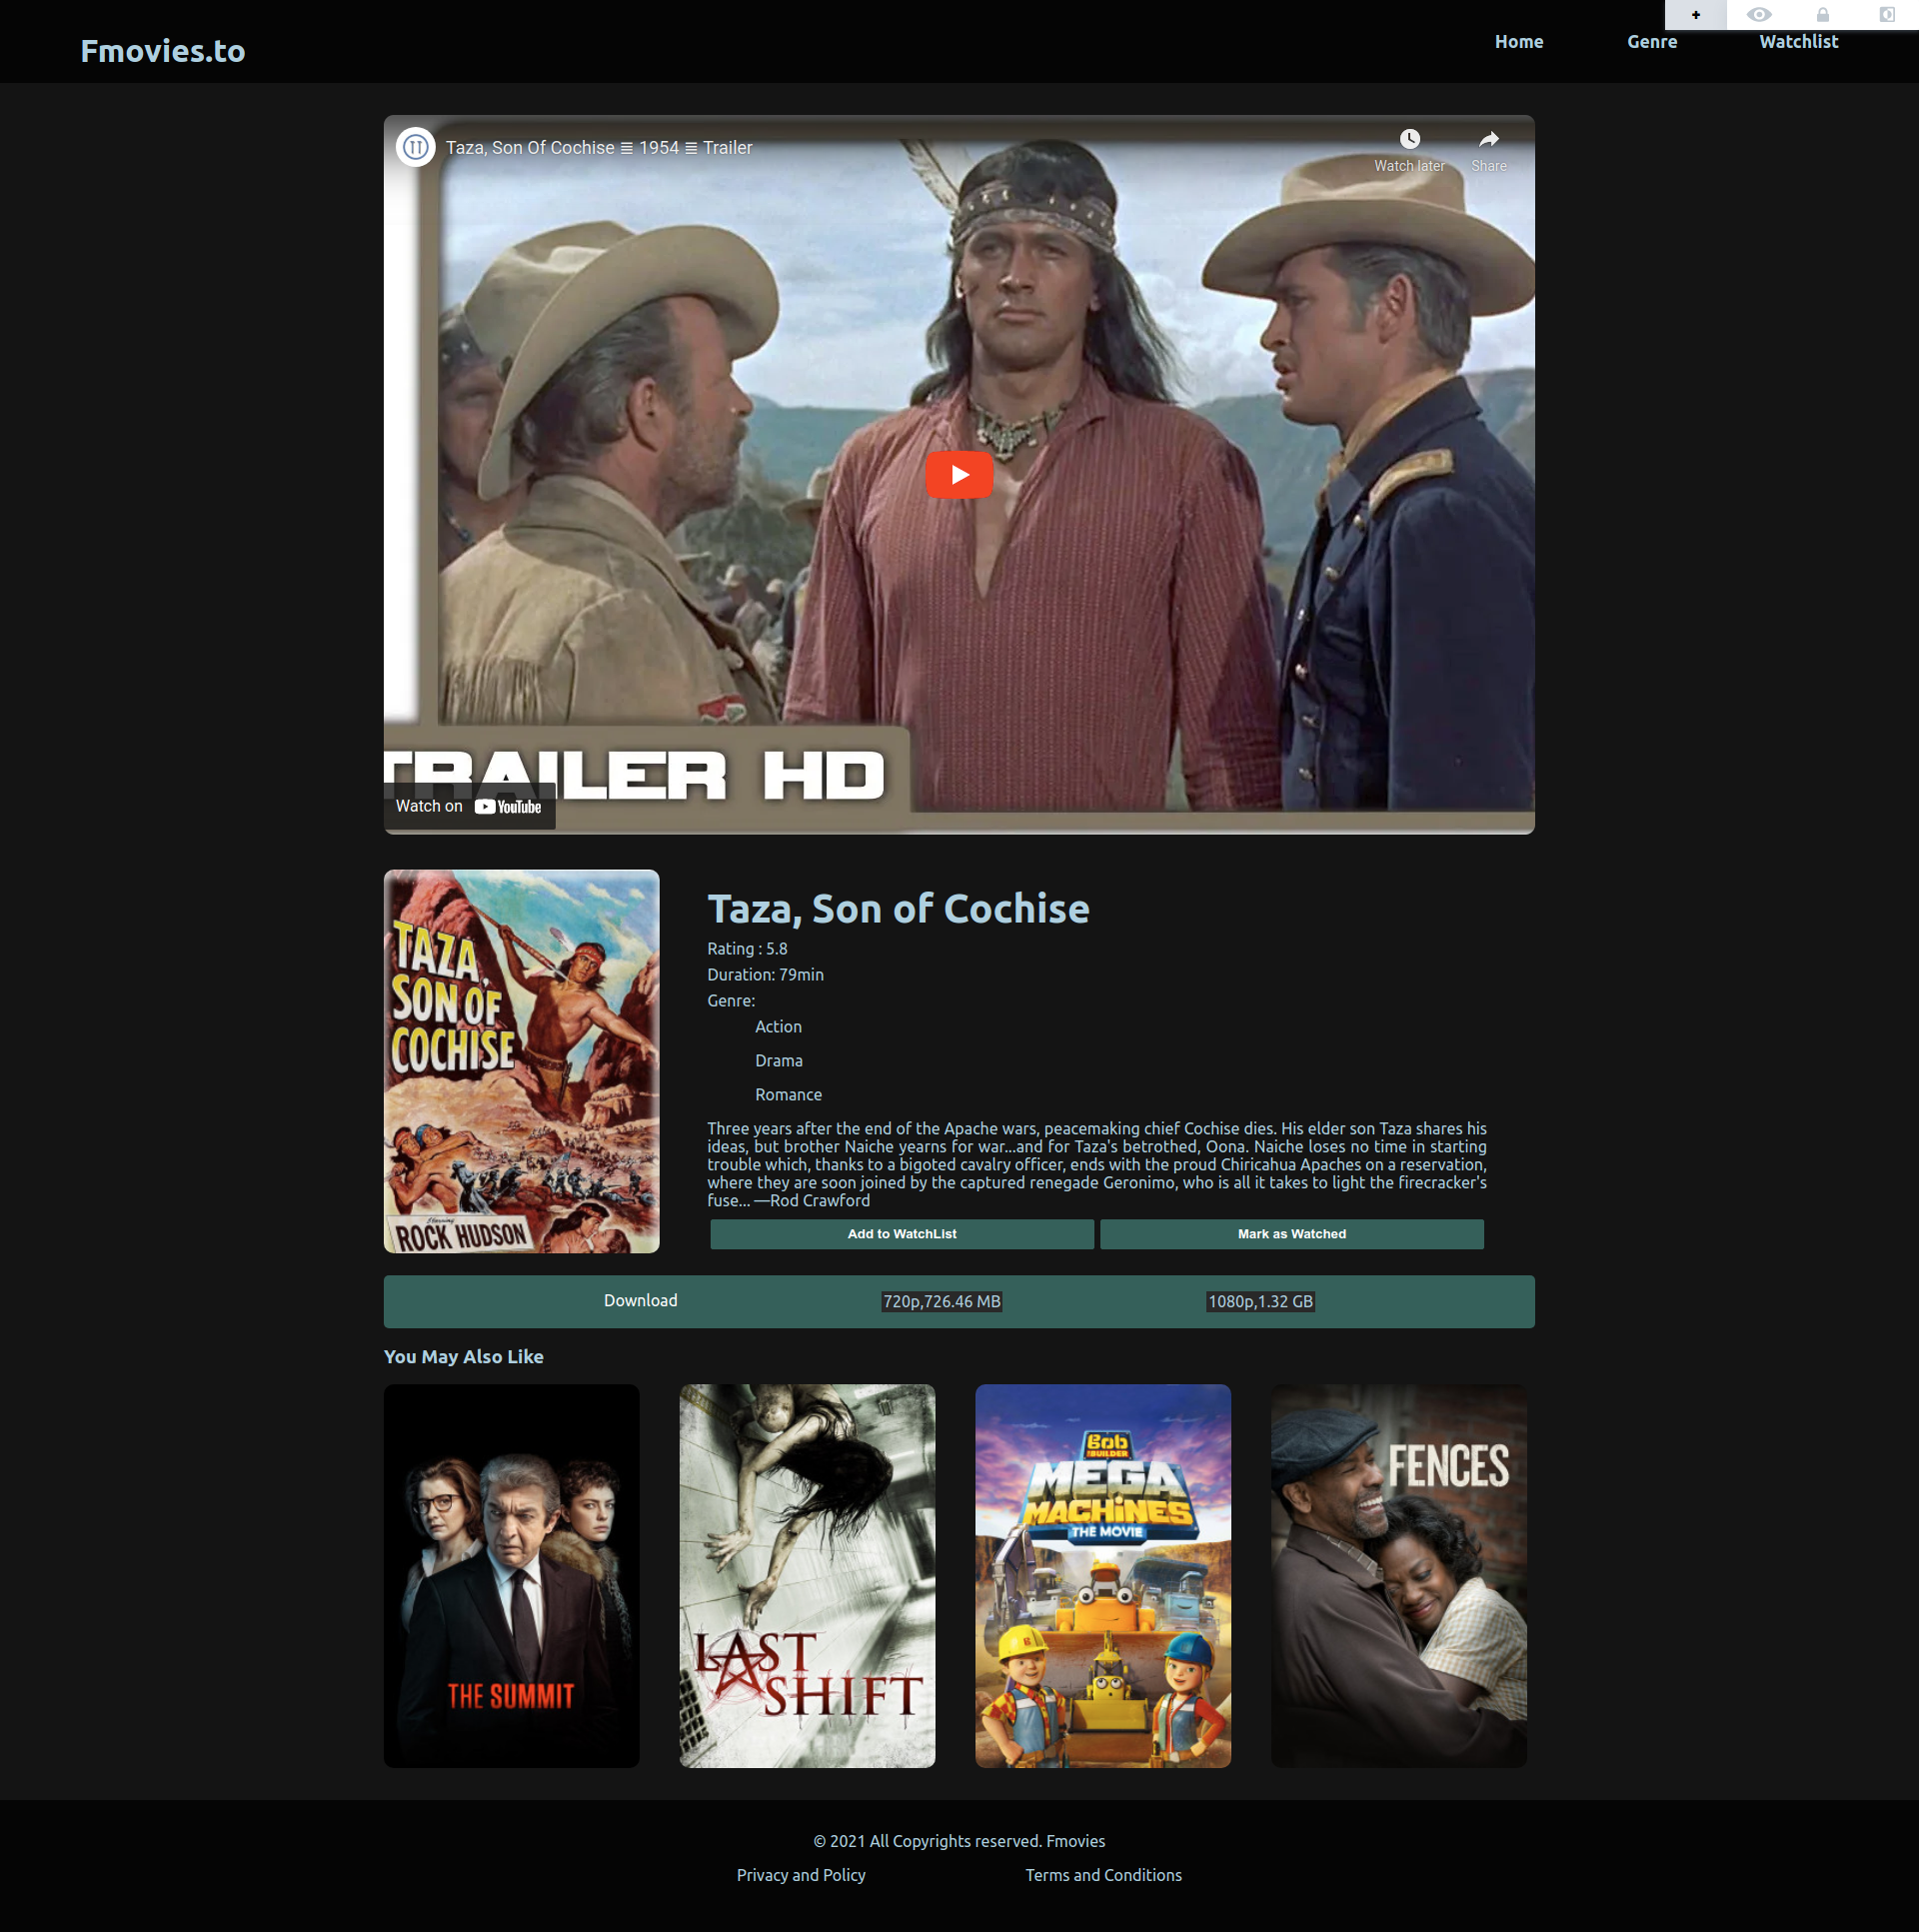 Fmovies.to
Home
Genre
Watchlist
Taza, Son Of Cochise ≣ 1954 ≣ Trailer
Watch later
Share
TRAILER HD
Watch on YouTube
TAZA,
SON OF
COCHISE
Starring
ROCK HUDSON
Taza, Son of Cochise
Rating : 5.8
Duration: 79min
Genre:
Action
Drama
Romance
Three years after the end of the Apache wars, peacemaking chief Cochise dies. His elder son Taza shares his
ideas, but brother Naiche yearns for war...and for Taza's betrothed, Oona. Naiche loses no time in starting
trouble which, thanks to a bigoted cavalry officer, ends with the proud Chiricahua Apaches on a reservation,
where they are soon joined by the captured renegade Geronimo, who is all it takes to light the firecracker's
fuse... —Rod Crawford
Add to WatchList
Mark as Watched
Download
720p,726.46 MB
1080p,1.32 GB
You May Also Like
THE SUMMIT
LAST
SHIFT
Bob
THE BUILDER
MEGA
MACHINES
THE MOVIE
FENCES
© 2021 All Copyrights reserved. Fmovies
Privacy and Policy
Terms and Conditions